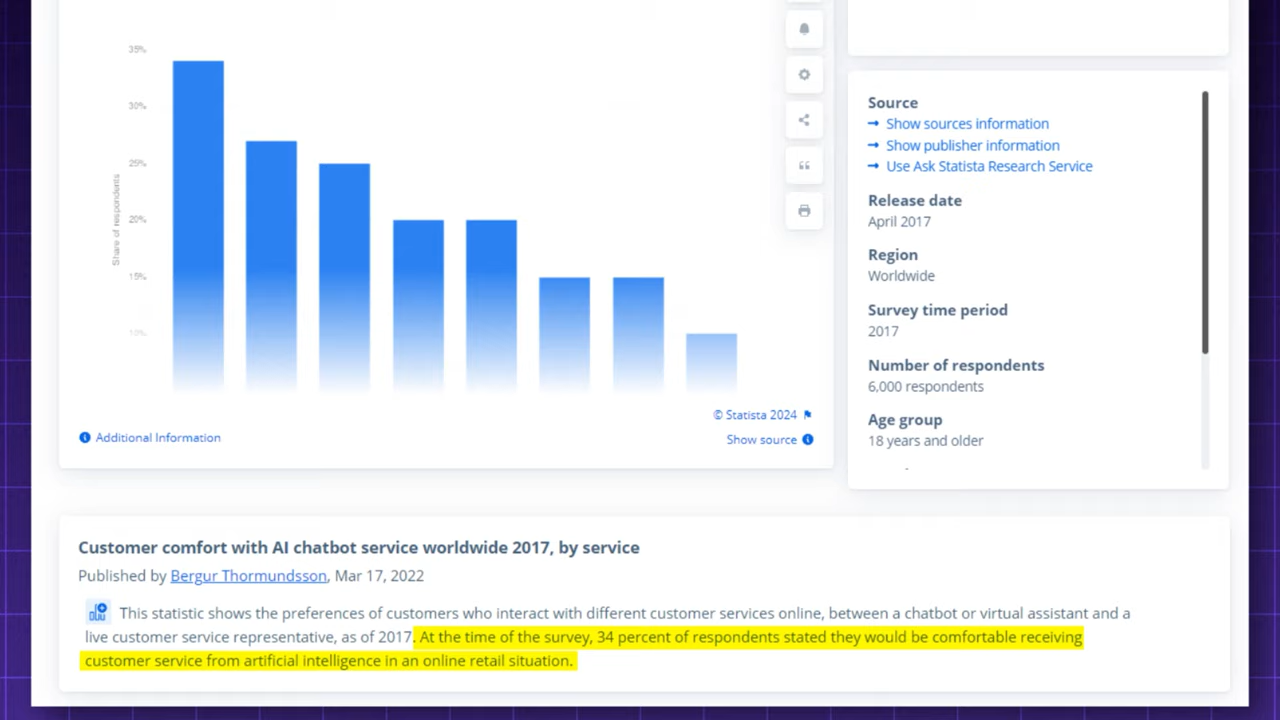 35%
30%
25%
20%
15%
10%
Share of respondents
© Statista 2024
Additional Information
Show source
Source
Show sources information
Show publisher information
Use Ask Statista Research Service
Release date
April 2017
Region
Worldwide
Survey time period
2017
Number of respondents
6,000 respondents
Age group
18 years and older
Customer comfort with AI chatbot service worldwide 2017, by service
Published by Bergur Thormundsson, Mar 17, 2022
This statistic shows the preferences of customers who interact with different customer services online, between a chatbot or virtual assistant and a
live customer service representative, as of 2017. At the time of the survey, 34 percent of respondents stated they would be comfortable receiving
customer service from artificial intelligence in an online retail situation.